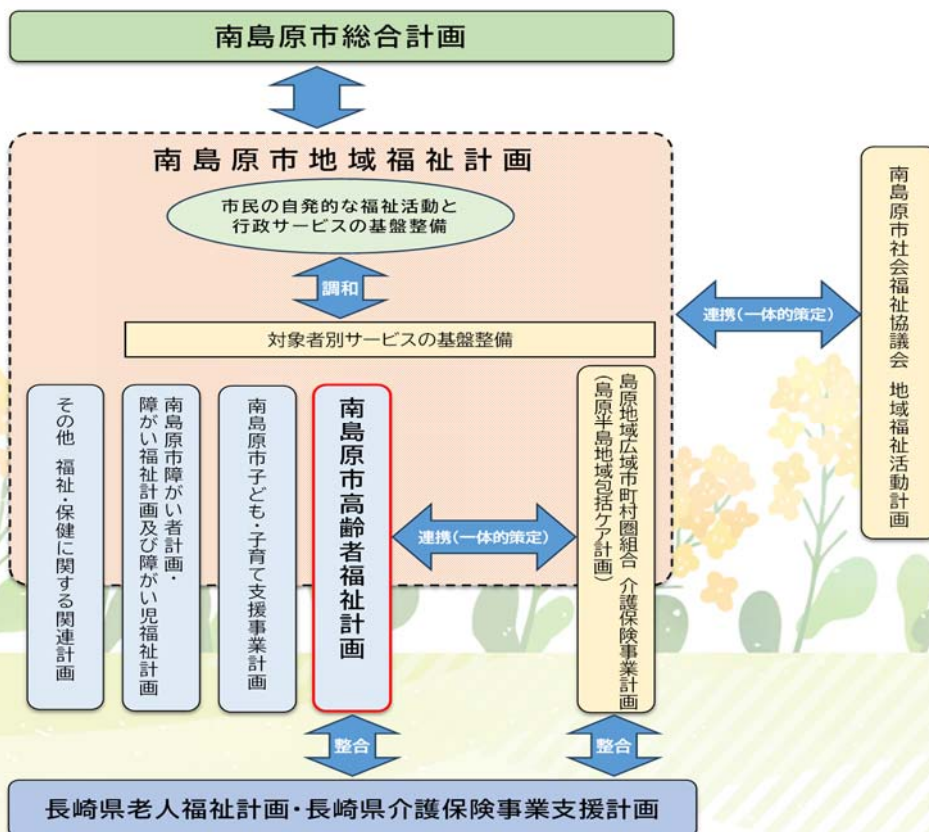 南島原市総合計画
南島原市地域福祉計画
市民の自発的な福祉活動と
行政サービスの基盤整備
調和
対象者別サービスの基盤整備
連携(一体的策定)
南島原市社会福祉協議会 地域福祉活動計画
その他 福祉・保健に関する関連計画
南島原市障がい者計画・
障がい福祉計画及び障がい児福祉計画
南島原市子ども・子育て支援事業計画
南島原市高齢者福祉計画
連携(一体的策定)
島原地域広域市町村圏組合 介護保険事業計画
(島原半島地域包括ケア計画)
整合
整合
長崎県老人福祉計画・長崎県介護保険事業支援計画